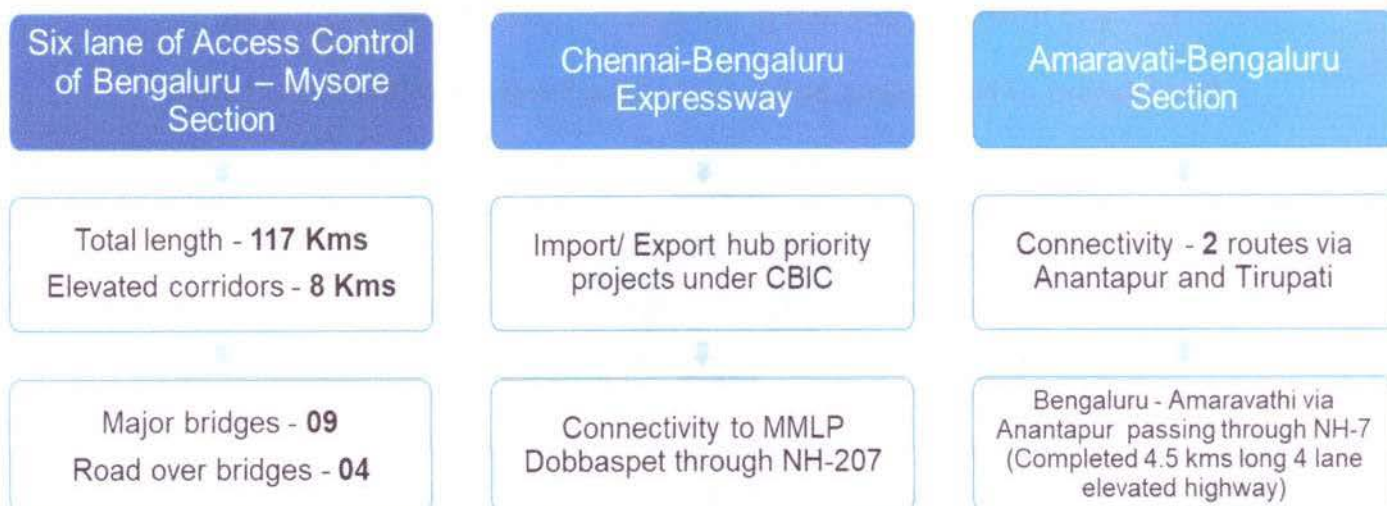 Six lane of Access Control
of Bengaluru – Mysore
Section
Total length - 117 Kms
Elevated corridors - 8 Kms
Major bridges - 09
Road over bridges - 04
Chennai-Bengaluru
Expressway
Import/ Export hub priority
projects under CBIC
Connectivity to MMLP
Dobbaspet through NH-207
Amaravati-Bengaluru
Section
Connectivity - 2 routes via
Anantapur and Tirupati
Bengaluru - Amaravathi via
Anantapur passing through NH-7
(Completed 4.5 kms long 4 lane
elevated highway)